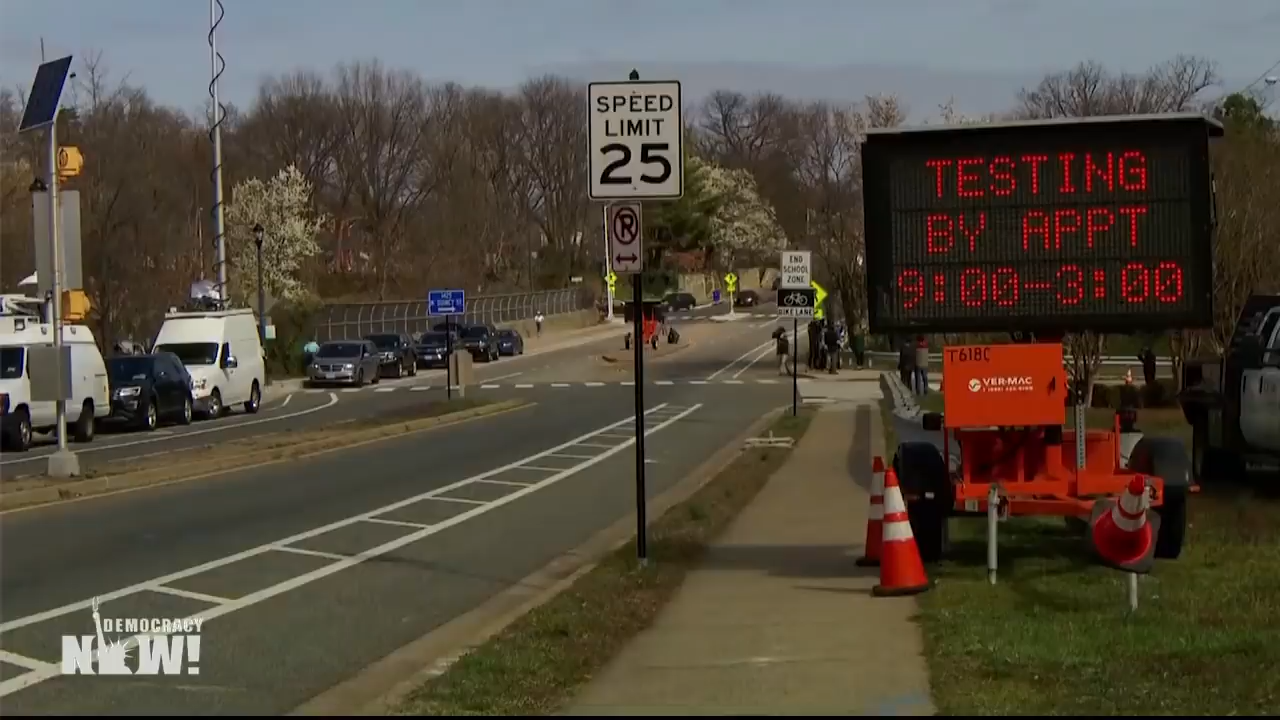 SPEED
LIMIT
25
P
END
SCHOOL
ZONE
BIKE LANE
TESTING
BY APPT
9:00-3:00
T618C
VER-MAC
DEMOCRACY
NOW!